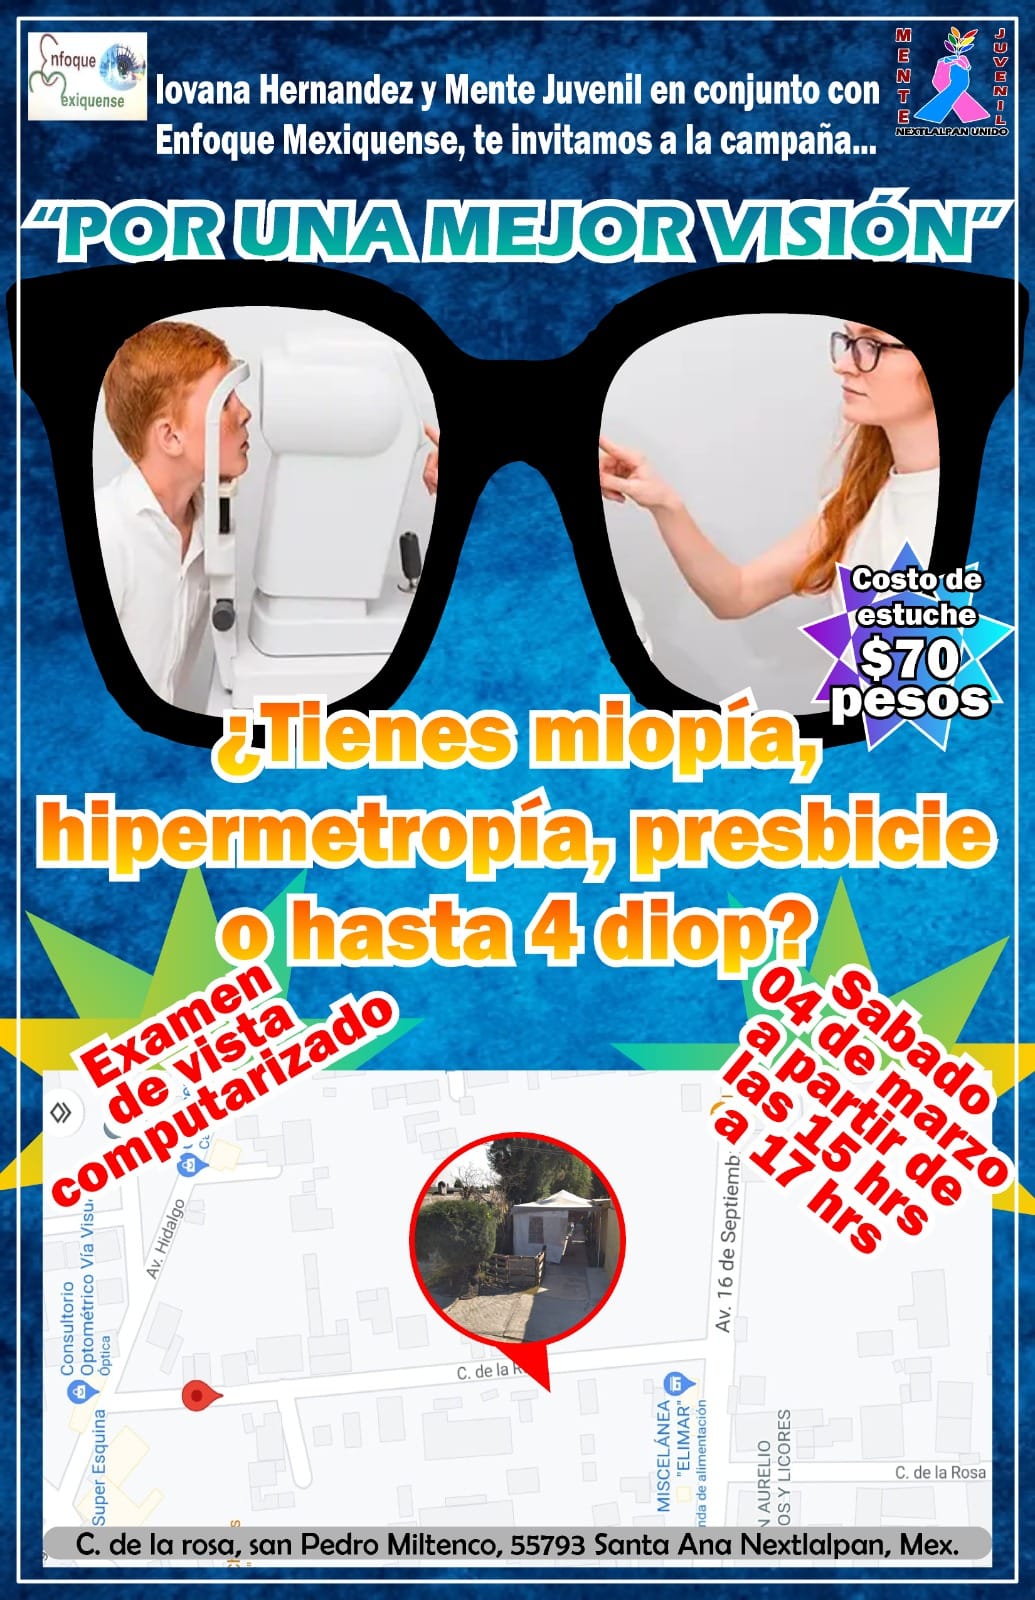 Enfoque
Mexiquense
MENTE
JUVENIL
NEXTLALPAN UNIDO
Iovana Hernandez y Mente Juvenil en conjunto con
Enfoque Mexiquense, te invitamos a la campaña...
“POR UNA MEJOR VISIÓN”
Costo de
estuche
$70
pesos
¿Tienes miopía,
hipermetropía, presbicie
o hasta 4 diop?
Examen
de vista
computarizado
Sabado
04 de marzo
a partir de
las 15 hrs
a 17 hrs
Av. Hidalgo
Consultorio
Optométrico Vía Visu
Óptica
Super Esquina
C. de la R
Av. 16 de Septiemb
MISCELÁNEA
"ELIMAR"
nda de alimentación
N AURELIO
OS Y LICORES
C. de la Rosa
C. de la rosa, san Pedro Miltenco, 55793 Santa Ana Nextlalpan, Mex.